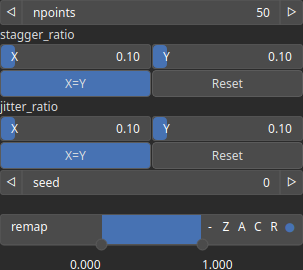 npoints 50
stagger_ratio
X 0.10 Y 0.10
X=Y Reset
jitter_ratio
X 0.10 Y 0.10
X=Y Reset
seed 0
remap - Z A C R
0.000 1.000